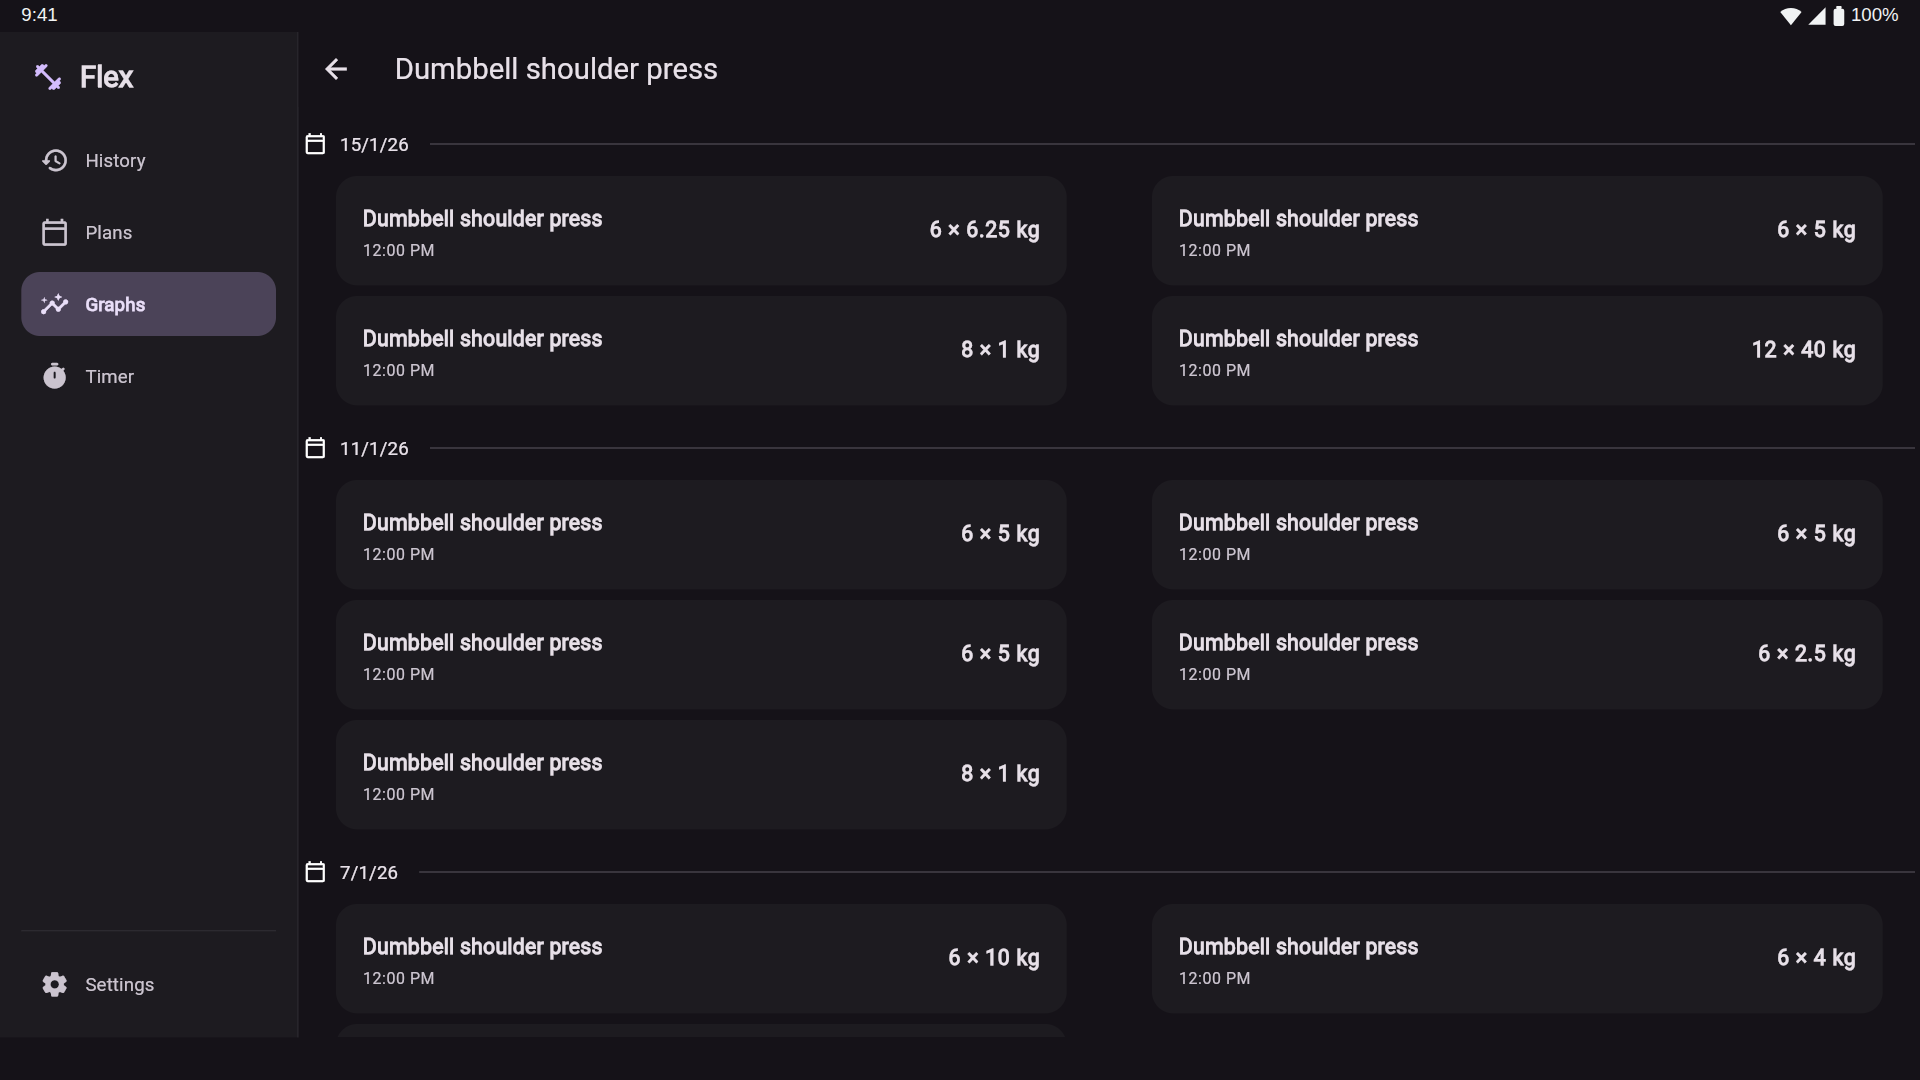 9:41
100%
Flex
History
Plans
Graphs
Timer
Settings
Dumbbell shoulder press
15/1/26
Dumbbell shoulder press
12:00 PM
6 × 6.25 kg
Dumbbell shoulder press
12:00 PM
6 × 5 kg
Dumbbell shoulder press
12:00 PM
8 × 1 kg
Dumbbell shoulder press
12:00 PM
12 × 40 kg
11/1/26
Dumbbell shoulder press
12:00 PM
6 × 5 kg
Dumbbell shoulder press
12:00 PM
6 × 5 kg
Dumbbell shoulder press
12:00 PM
6 × 5 kg
Dumbbell shoulder press
12:00 PM
6 × 2.5 kg
Dumbbell shoulder press
12:00 PM
8 × 1 kg
7/1/26
Dumbbell shoulder press
12:00 PM
6 × 10 kg
Dumbbell shoulder press
12:00 PM
6 × 4 kg